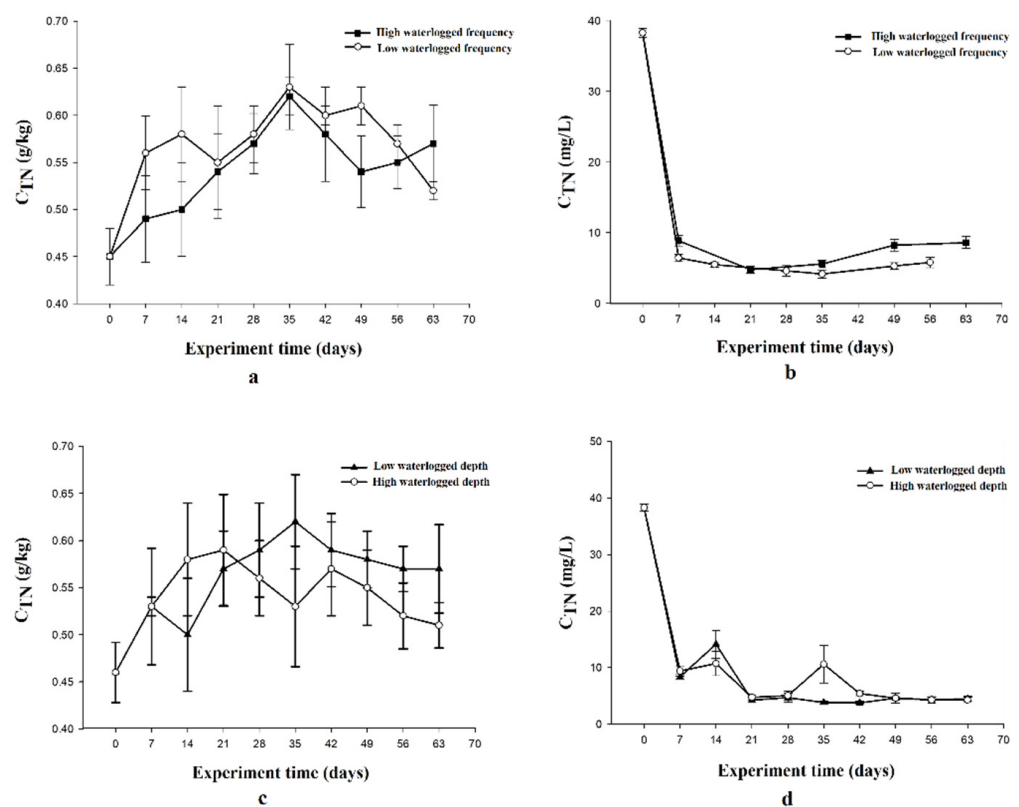 0.70
0.65
0.60
0.55
0.50
0.45
0.40
C_TN (g/kg)
High waterlogged frequency
Low waterlogged frequency
0 7 14 21 28 35 42 49 56 63 70
Experiment time (days)
a
40
30
20
10
0
C_TN (mg/L)
High waterlogged frequency
Low waterlogged frequency
0 7 14 21 28 35 42 49 56 63 70
Experiment time (days)
b
0.70
0.65
0.60
0.55
0.50
0.45
0.40
C_TN (g/kg)
Low waterlogged depth
High waterlogged depth
0 7 14 21 28 35 42 49 56 63 70
Experiment time (days)
c
50
40
30
20
10
0
C_TN (mg/L)
Low waterlogged depth
High waterlogged depth
0 7 14 21 28 35 42 49 56 63 70
Experiment time (days)
d